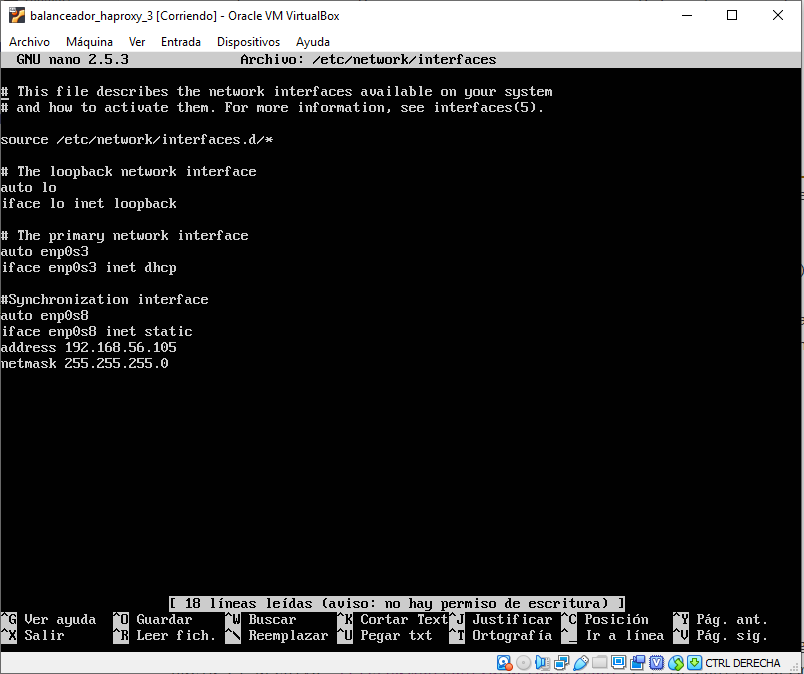 balanceador_haproxy_3 [Corriendo] - Oracle VM VirtualBox
Archivo Máquina Ver Entrada Dispositivos Ayuda
GNU nano 2.5.3 Archivo: /etc/network/interfaces
# This file describes the network interfaces available on your system
# and how to activate them. For more information, see interfaces(5).
source /etc/network/interfaces.d/*
# The loopback network interface
auto lo
iface lo inet loopback
# The primary network interface
auto enp0s3
iface enp0s3 inet dhcp
#Synchronization interface
auto enp0s8
iface enp0s8 inet static
address 192.168.56.105
netmask 255.255.255.0
[ 18 líneas leídas (aviso: no hay permiso de escritura) ]
^G Ver ayuda ^O Guardar ^W Buscar ^K Cortar Text ^J Justificar ^C Posición ^Y Pág. ant.
^X Salir ^R Leer fich. ^\ Reemplazar ^U Pegar txt ^T Ortografía ^_ Ir a línea ^V Pág. sig.
CTRL DERECHA